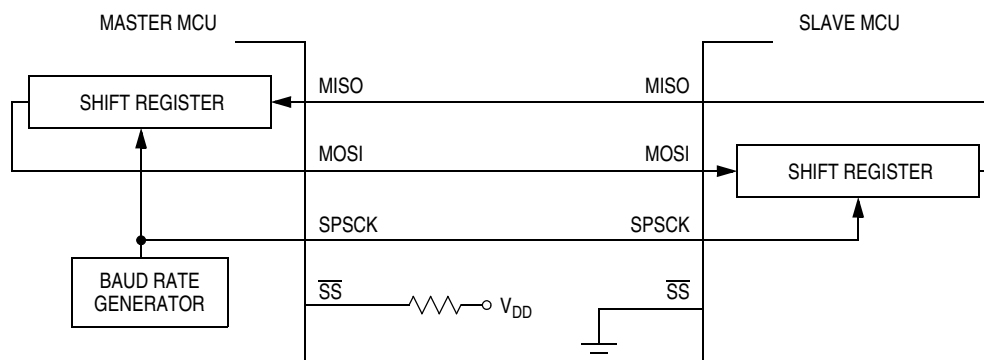 MASTER MCU
SLAVE MCU
SHIFT REGISTER
MISO
MISO
MOSI
MOSI
SHIFT REGISTER
SPSCK
SPSCK
BAUD RATE
GENERATOR
SS
VDD
SS